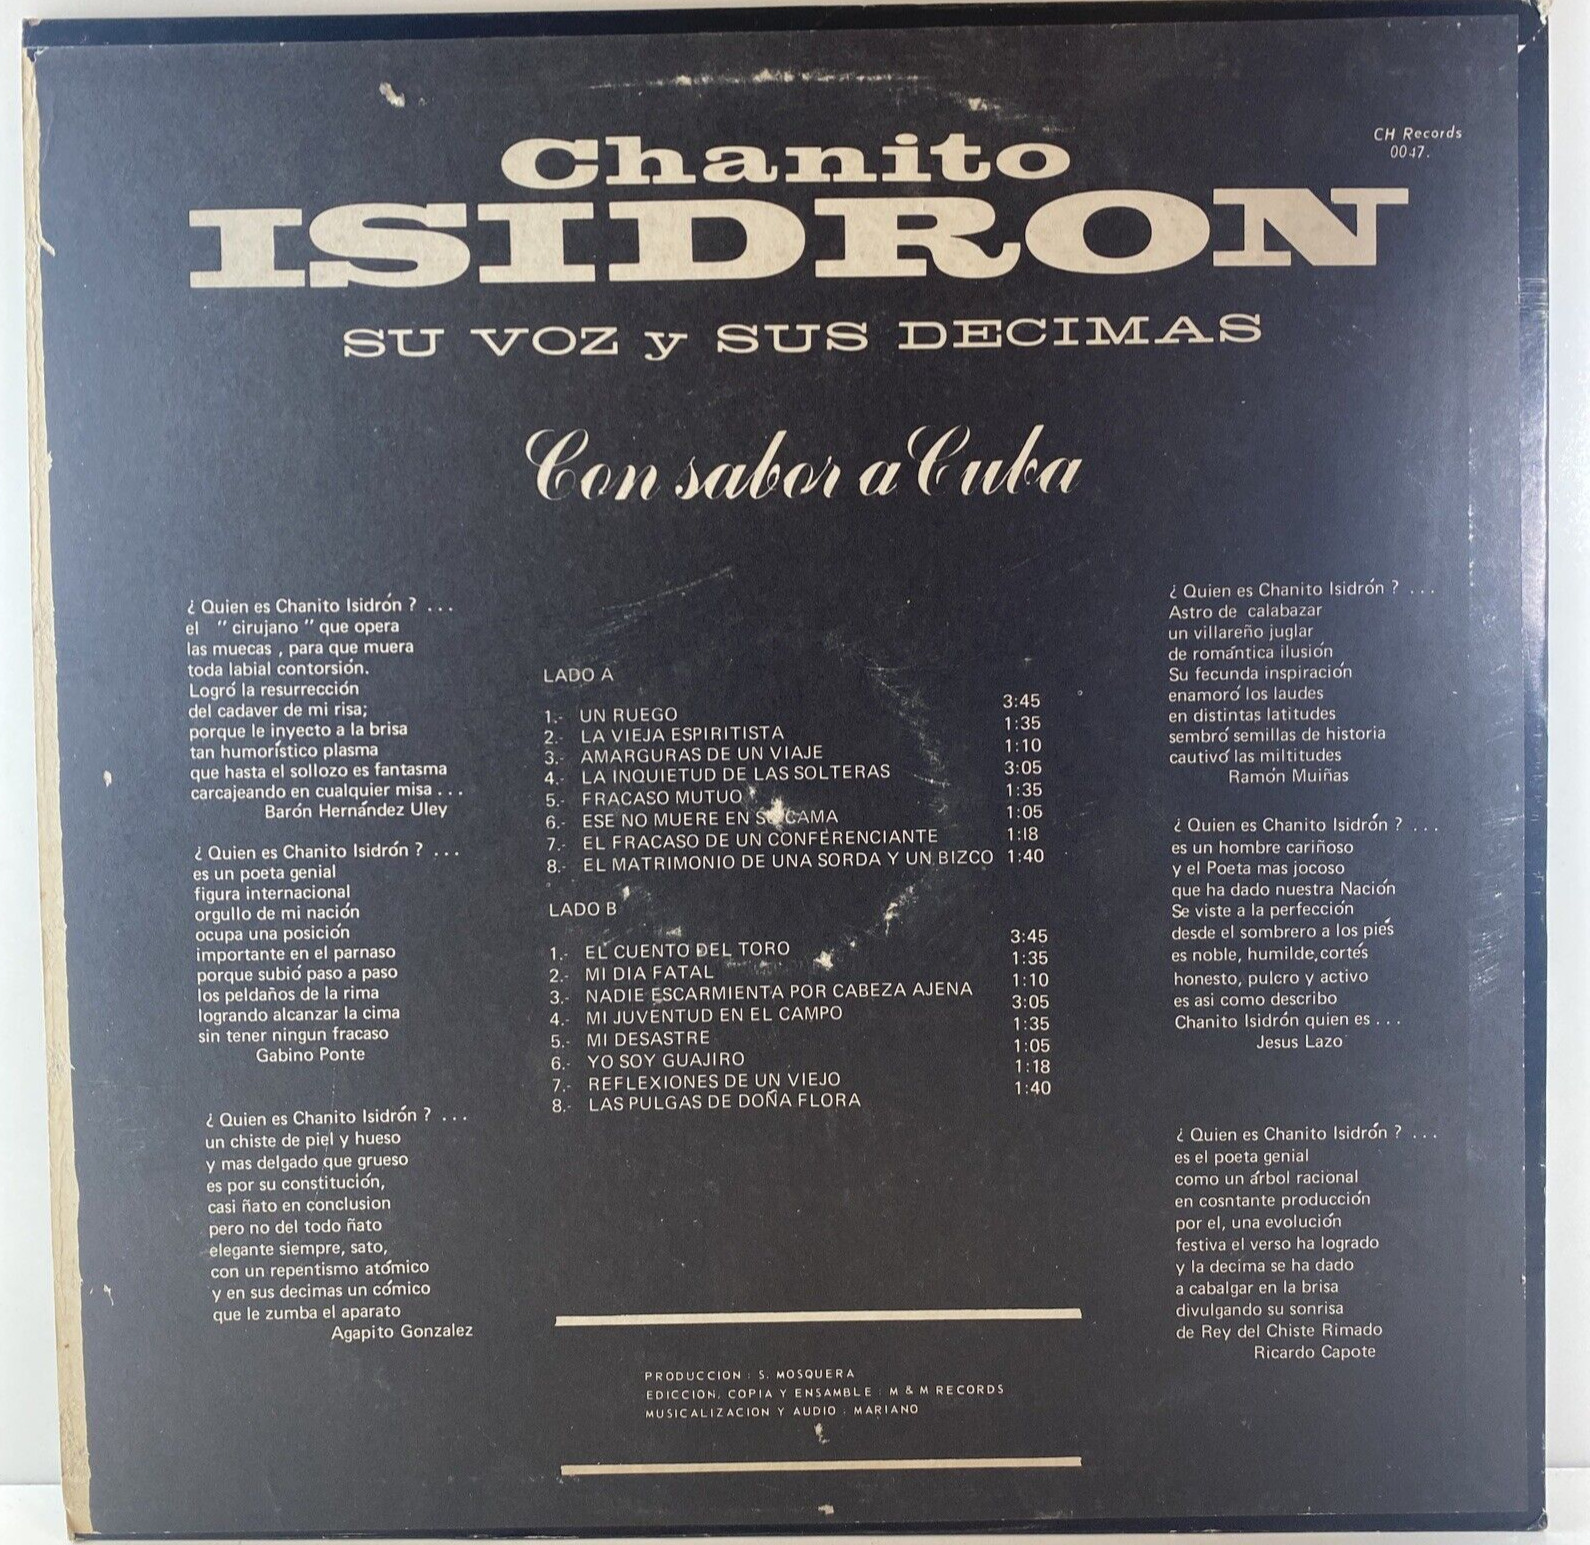 CH Records
0047.
Chanito
ISIDRON
SU VOZ y SUS DECIMAS
Con sabor a Cuba
¿ Quien es Chanito Isidrón ? . . .
el " cirujano " que opera
las muecas , para que muera
toda labial contorsión.
Logró la resurrección
del cadaver de mi risa;
porque le inyecto a la brisa
tan humorístico plasma
que hasta el sollozo es fantasma
carcajeando en cualquier misa . . .
Barón Hernández Uley
¿ Quien es Chanito Isidrón ? . . .
es un poeta genial
figura internacional
orgullo de mi nación
ocupa una posición
importante en el parnaso
porque subió paso a paso
los peldaños de la rima
logrando alcanzar la cima
sin tener ningun fracaso
Gabino Ponte
¿ Quien es Chanito Isidrón ? . . .
un chiste de piel y hueso
y mas delgado que grueso
es por su constitución,
casi ñato en conclusion
pero no del todo ñato
elegante siempre, sato,
con un repentismo atómico
y en sus decimas un cómico
que le zumba el aparato
Agapito Gonzalez
LADO A
1.- UN RUEGO 3:45
2.- LA VIEJA ESPIRITISTA 1:35
3.- AMARGURAS DE UN VIAJE 1:10
4.- LA INQUIETUD DE LAS SOLTERAS 3:05
5.- FRACASO MUTUO 1:35
6.- ESE NO MUERE EN SU CAMA 1:05
7.- EL FRACASO DE UN CONFERENCIANTE 1:18
8.- EL MATRIMONIO DE UNA SORDA Y UN BIZCO 1:40
LADO B
1.- EL CUENTO DEL TORO 3:45
2.- MI DIA FATAL 1:35
3.- NADIE ESCARMIENTA POR CABEZA AJENA 1:10
4.- MI JUVENTUD EN EL CAMPO 3:05
5.- MI DESASTRE 1:35
6.- YO SOY GUAJIRO 1:05
7.- REFLEXIONES DE UN VIEJO 1:18
8.- LAS PULGAS DE DOÑA FLORA 1:40
PRODUCCION : S. MOSQUERA
EDICCION, COPIA Y ENSAMBLE : M & M RECORDS
MUSICALIZACION Y AUDIO : MARIANO
¿ Quien es Chanito Isidrón ? . . .
Astro de calabazar
un villareño juglar
de romántica ilusión
Su fecunda inspiración
enamoró los laudes
en distintas latitudes
sembró semillas de historia
cautivó las miltitudes
Ramón Muiñas
¿ Quien es Chanito Isidrón ? . . .
es un hombre cariñoso
y el Poeta mas jocoso
que ha dado nuestra Nación
Se viste a la perfección
desde el sombrero a los piés
es noble, humilde, cortés
honesto, pulcro y activo
es asi como describo
Chanito Isidrón quien es . . .
Jesus Lazo
¿ Quien es Chanito Isidrón ? . . .
es el poeta genial
como un árbol racional
en cosntante producción
por el, una evolución
festiva el verso ha logrado
y la decima se ha dado
a cabalgar en la brisa
divulgando su sonrisa
de Rey del Chiste Rimado
Ricardo Capote